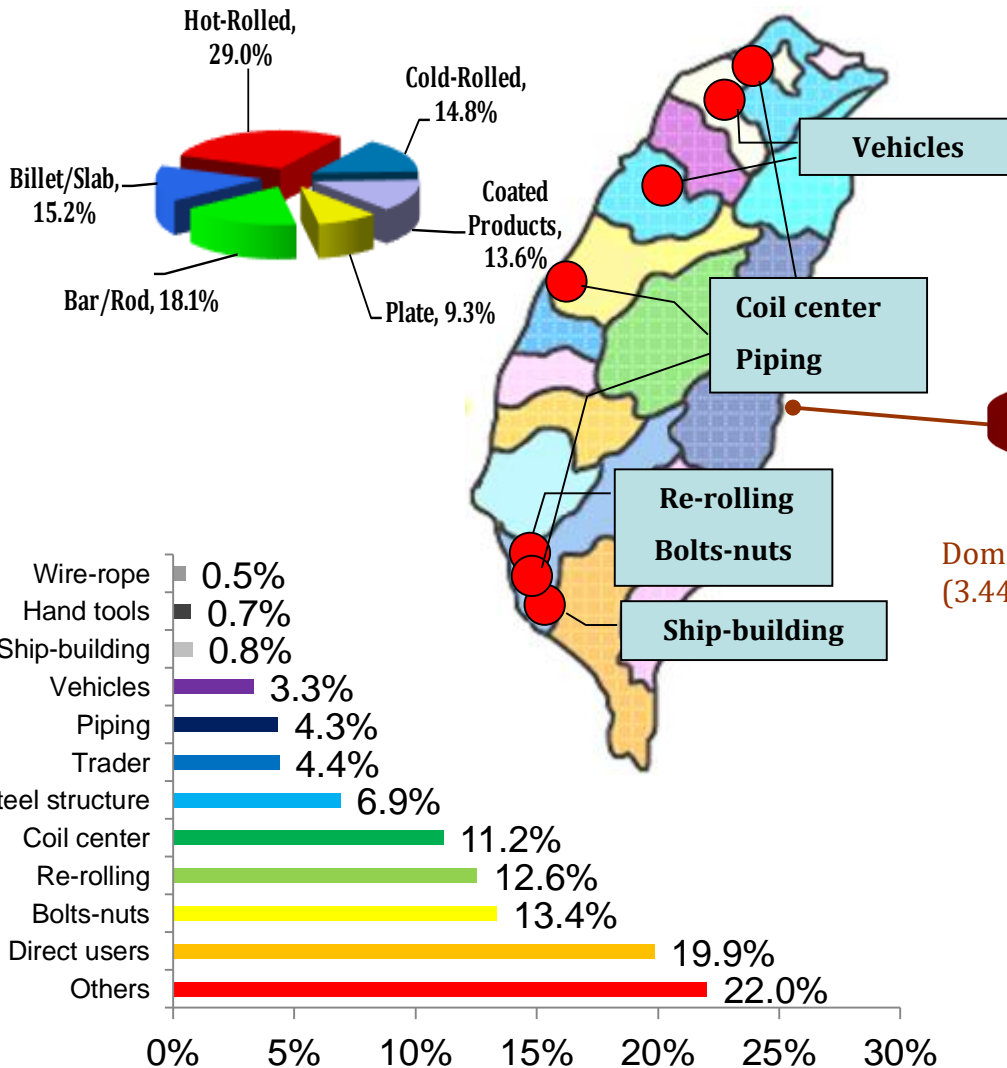 Hot-Rolled,
29.0%
Cold-Rolled,
14.8%
Billet/Slab,
15.2%
Coated
Products,
13.6%
Bar/Rod, 18.1%
Plate, 9.3%
Vehicles
Coil center
Piping
Re-rolling
Bolts-nuts
Ship-building
Dom
(3.44
Wire-rope 0.5%
Hand tools 0.7%
Ship-building 0.8%
Vehicles 3.3%
Piping 4.3%
Trader 4.4%
teel structure 6.9%
Coil center 11.2%
Re-rolling 12.6%
Bolts-nuts 13.4%
Direct users 19.9%
Others 22.0%
0% 5% 10% 15% 20% 25% 30%